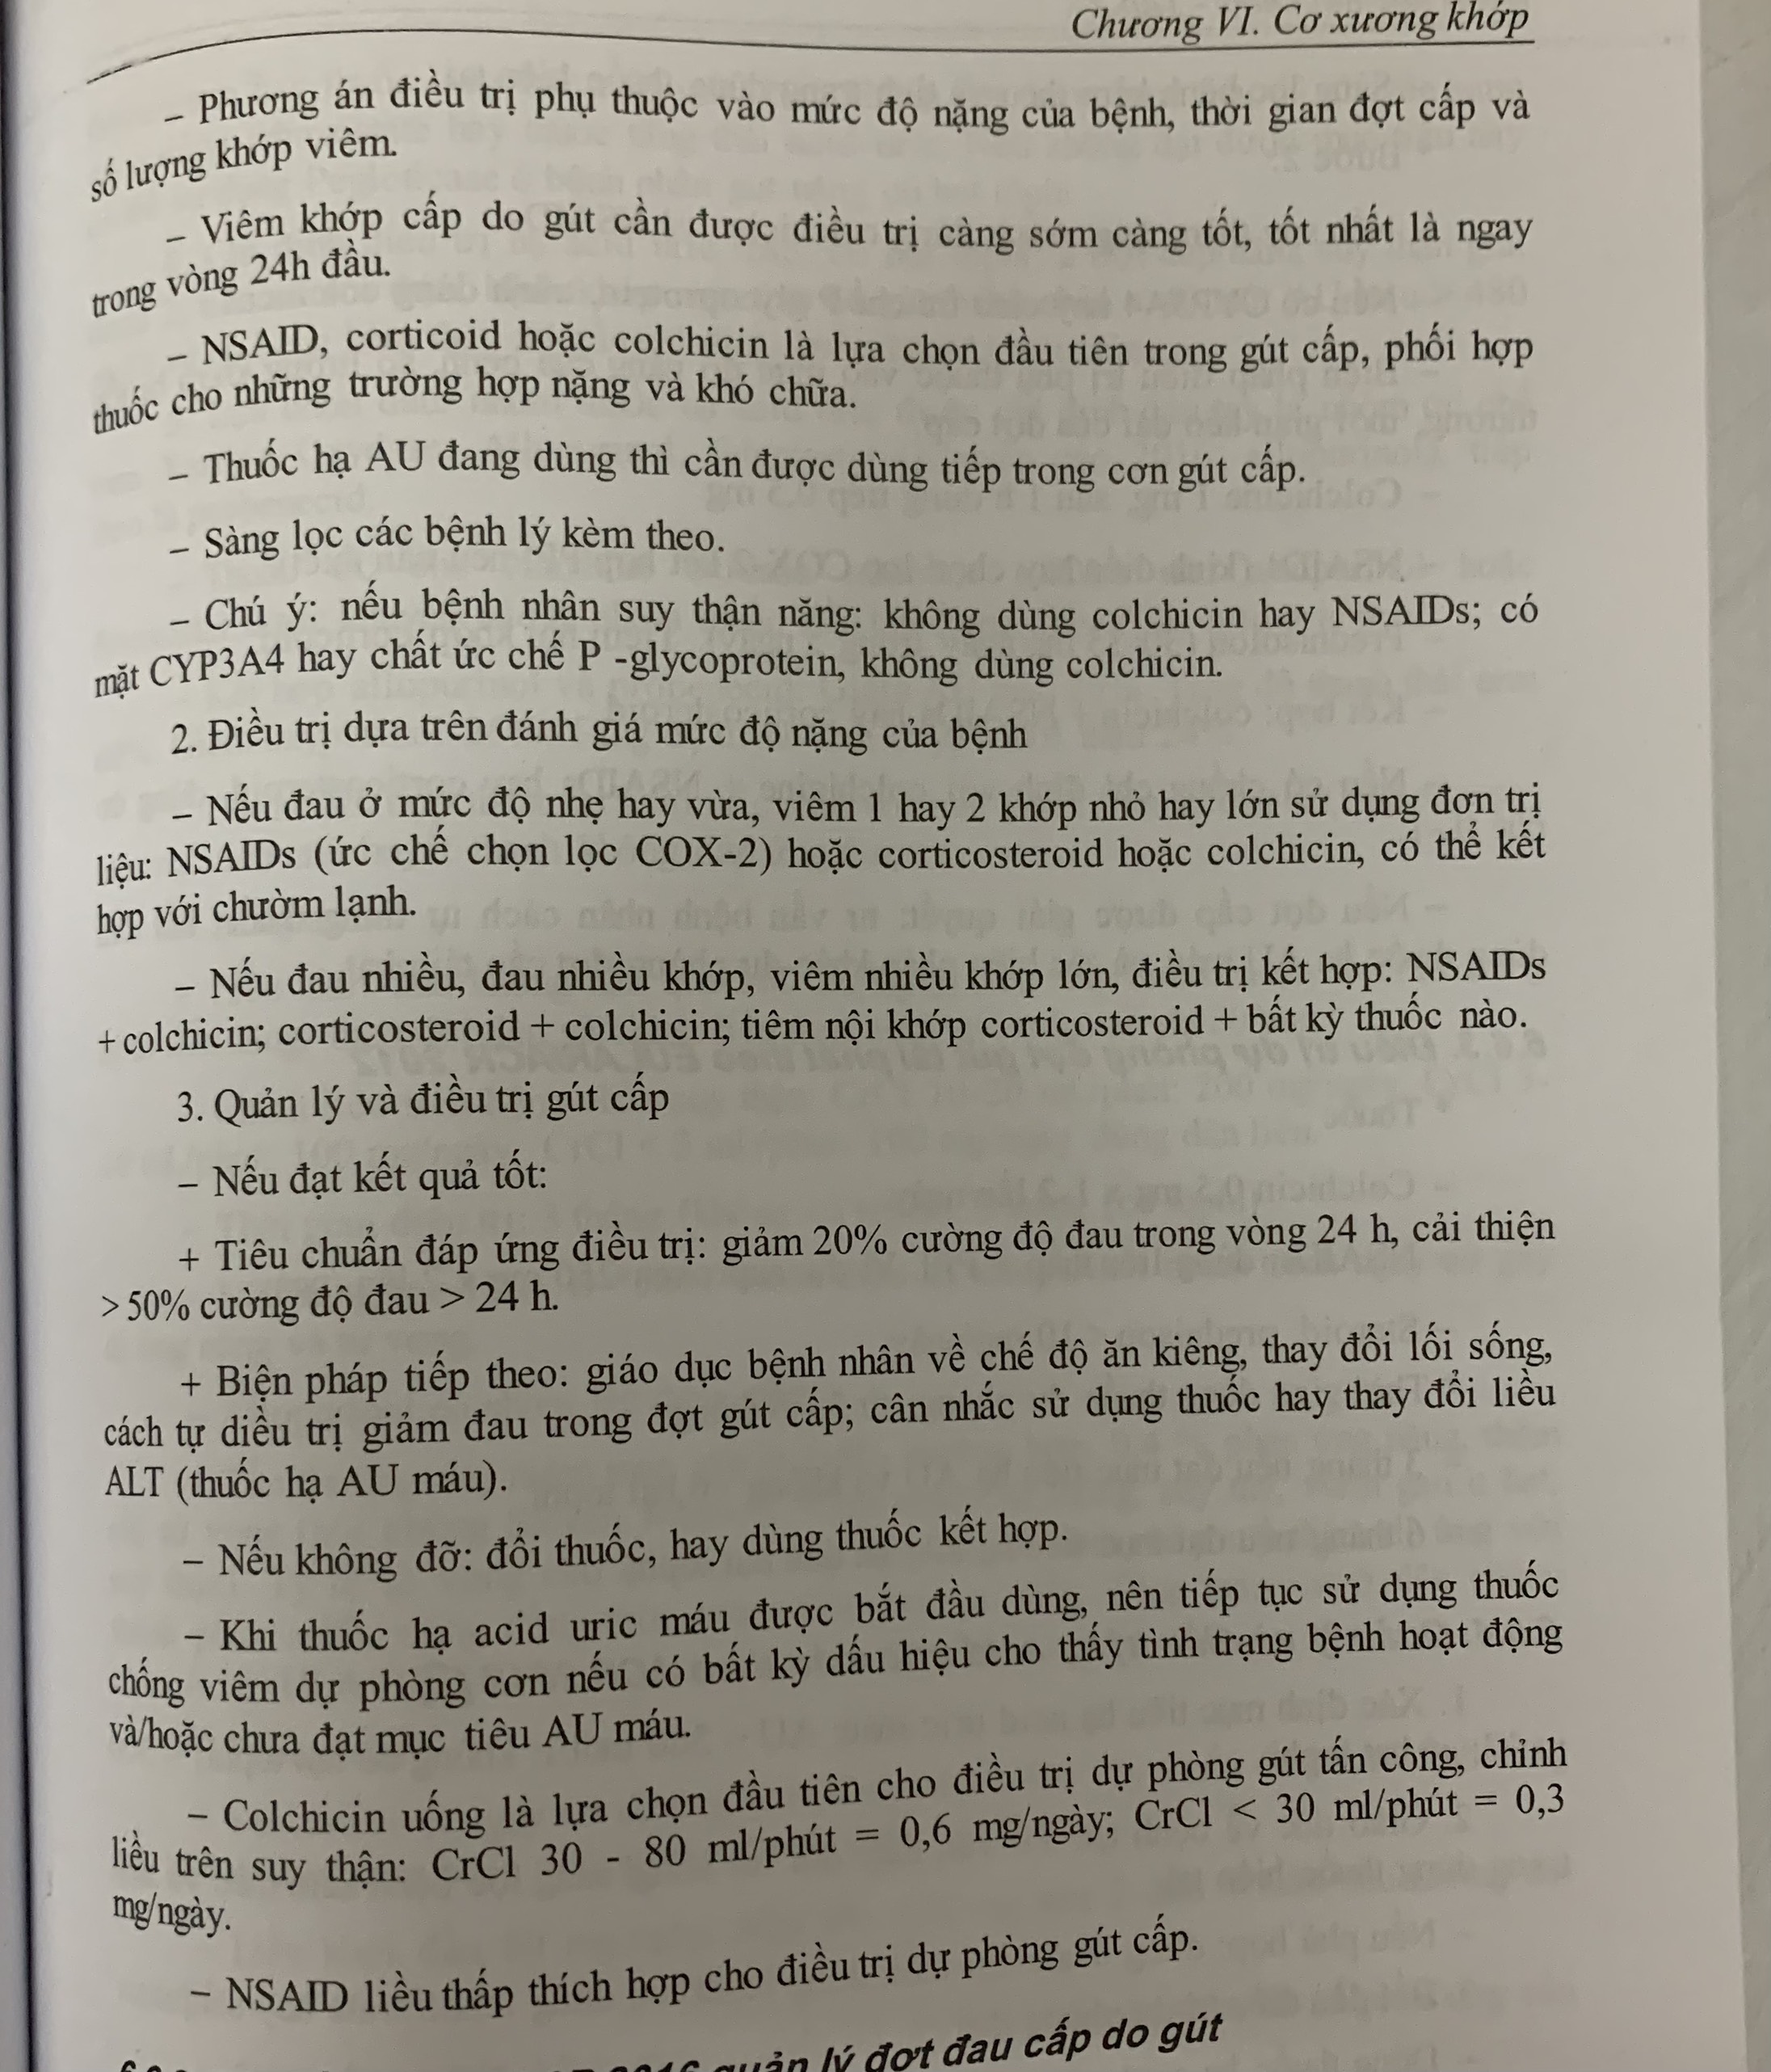 Chương VI. Cơ xương khớp
– Phương án điều trị phụ thuộc vào mức độ nặng của bệnh, thời gian đợt cấp và
số lượng khớp viêm.
– Viêm khớp cấp do gút cần được điều trị càng sớm càng tốt, tốt nhất là ngay
trong vòng 24h đầu.
– NSAID, corticoid hoặc colchicin là lựa chọn đầu tiên trong gút cấp, phối hợp
thuốc cho những trường hợp nặng và khó chữa.
– Thuốc hạ AU đang dùng thì cần được dùng tiếp trong cơn gút cấp.
– Sàng lọc các bệnh lý kèm theo.
– Chú ý: nếu bệnh nhân suy thận năng: không dùng colchicin hay NSAIDs; có
mặt CYP3A4 hay chất ức chế P -glycoprotein, không dùng colchicin.
2. Điều trị dựa trên đánh giá mức độ nặng của bệnh
– Nếu đau ở mức độ nhẹ hay vừa, viêm 1 hay 2 khớp nhỏ hay lớn sử dụng đơn trị
liệu: NSAIDs (ức chế chọn lọc COX-2) hoặc corticosteroid hoặc colchicin, có thể kết
hợp với chườm lạnh.
– Nếu đau nhiều, đau nhiều khớp, viêm nhiều khớp lớn, điều trị kết hợp: NSAIDs
+ colchicin; corticosteroid + colchicin; tiêm nội khớp corticosteroid + bất kỳ thuốc nào.
3. Quản lý và điều trị gút cấp
– Nếu đạt kết quả tốt:
+ Tiêu chuẩn đáp ứng điều trị: giảm 20% cường độ đau trong vòng 24 h, cải thiện
> 50% cường độ đau > 24 h.
+ Biện pháp tiếp theo: giáo dục bệnh nhân về chế độ ăn kiêng, thay đổi lối sống,
cách tự diều trị giảm đau trong đợt gút cấp; cân nhắc sử dụng thuốc hay thay đổi liều
ALT (thuốc hạ AU máu).
– Nếu không đỡ: đổi thuốc, hay dùng thuốc kết hợp.
– Khi thuốc hạ acid uric máu được bắt đầu dùng, nên tiếp tục sử dụng thuốc
chống viêm dự phòng cơn nếu có bất kỳ dấu hiệu cho thấy tình trạng bệnh hoạt động
và/hoặc chưa đạt mục tiêu AU máu.
– Colchicin uống là lựa chọn đầu tiên cho điều trị dự phòng gút tấn công, chỉnh
liều trên suy thận: CrCl 30 - 80 ml/phút = 0,6 mg/ngày; CrCl < 30 ml/phút = 0,3
mg/ngày.
– NSAID liều thấp thích hợp cho điều trị dự phòng gút cấp.
quản lý đợt đau cấp do gút